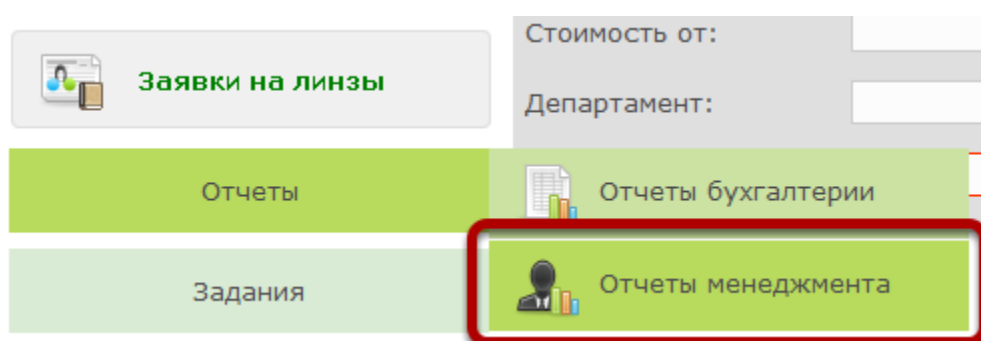 Стоимость от:
Заявки на линзы
Департамент:
Отчеты
Отчеты бухгалтерии
Задания
Отчеты менеджмента